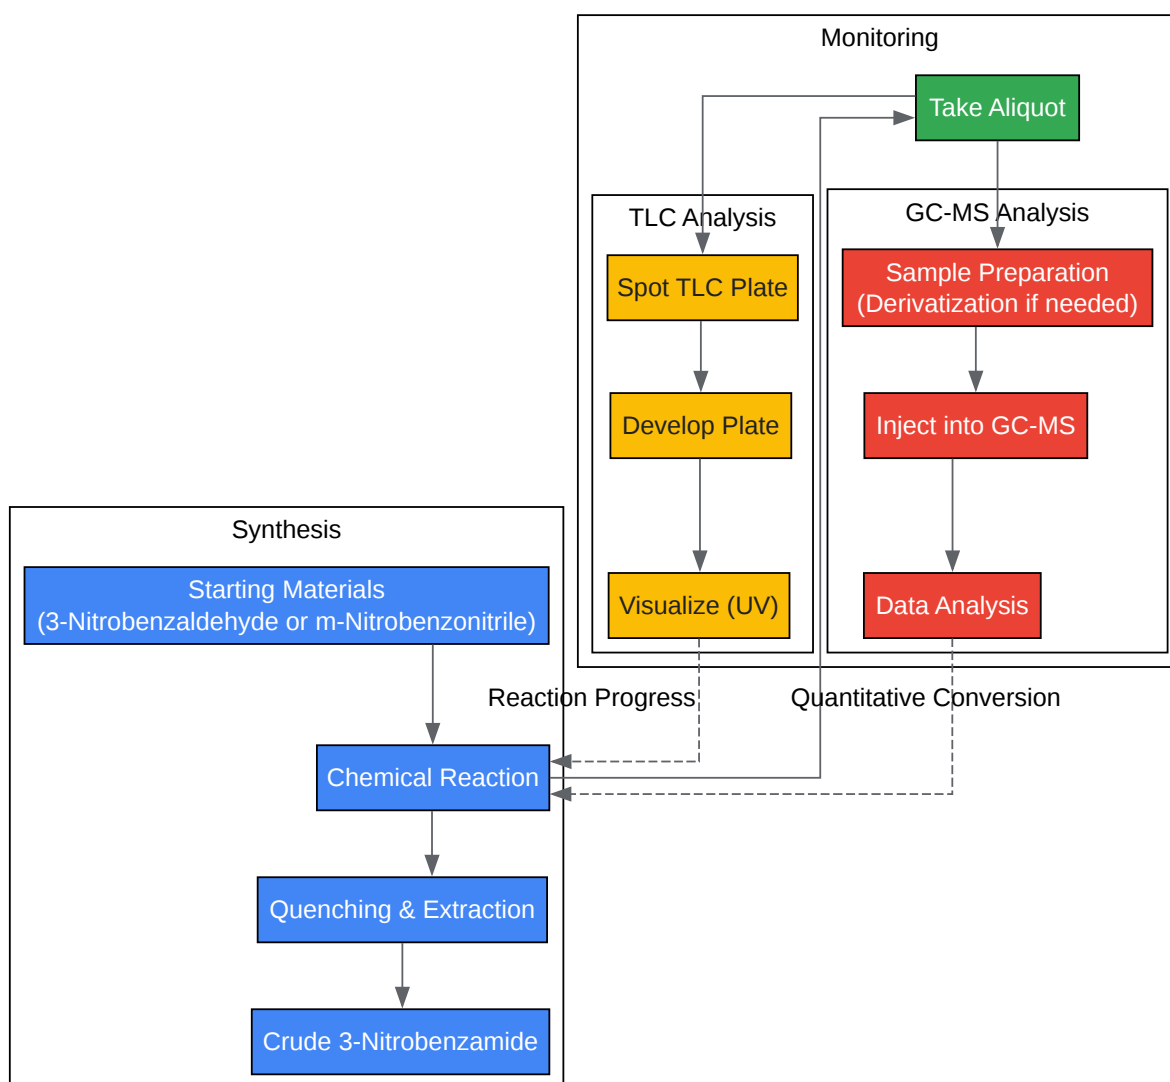 Monitoring
Take Aliquot
TLC Analysis
GC-MS Analysis
Spot TLC Plate
Sample Preparation
(Derivatization if needed)
Develop Plate
Inject into GC-MS
Synthesis
Starting Materials
(3-Nitrobenzaldehyde or m-Nitrobenzonitrile)
Visualize (UV)
Data Analysis
Reaction Progress
Quantitative Conversion
Chemical Reaction
Quenching & Extraction
Crude 3-Nitrobenzamide